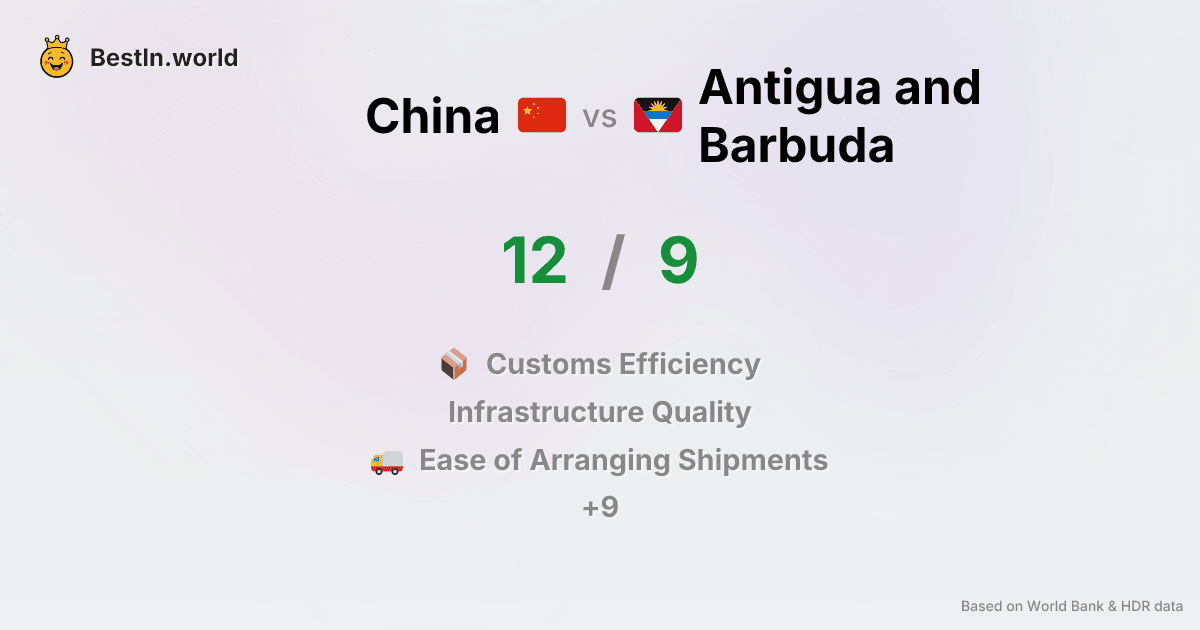 BestIn.world
China vs Antigua and
Barbuda
12 / 9
Customs Efficiency
Infrastructure Quality
Ease of Arranging Shipments
+9
Based on World Bank & HDR data